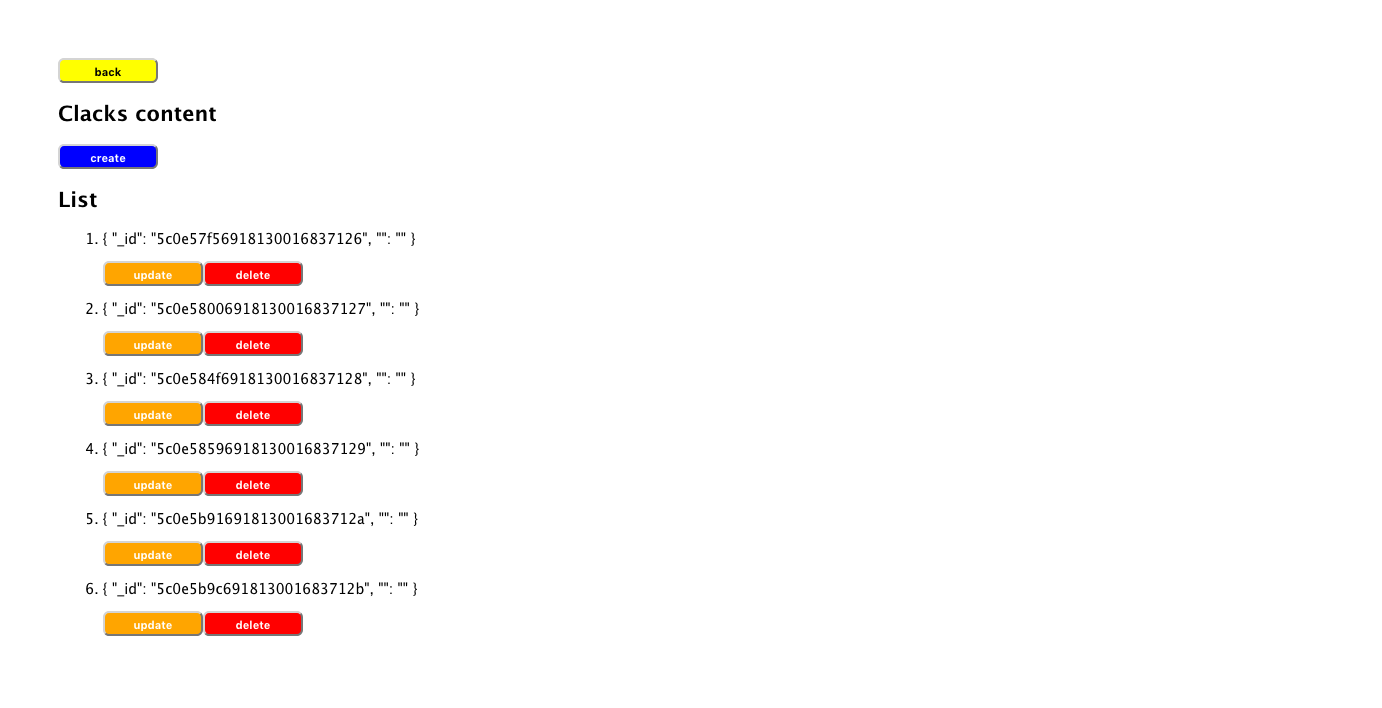 back
Clacks content
create
List
1. { "_id": "5c0e57f56918130016837126", "": "" }
update delete
2. { "_id": "5c0e58006918130016837127", "": "" }
update delete
3. { "_id": "5c0e584f6918130016837128", "": "" }
update delete
4. { "_id": "5c0e58596918130016837129", "": "" }
update delete
5. { "_id": "5c0e5b91691813001683712a", "": "" }
update delete
6. { "_id": "5c0e5b9c691813001683712b", "": "" }
update delete